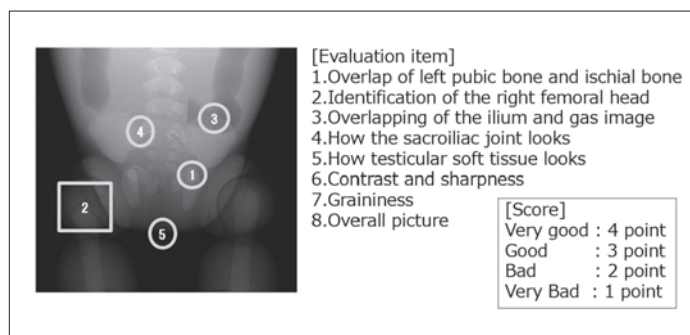 [Evaluation item]
1.Overlap of left pubic bone and ischial bone
2.Identification of the right femoral head
3.Overlapping of the ilium and gas image
4.How the sacroiliac joint looks
5.How testicular soft tissue looks
6.Contrast and sharpness
7.Graininess
8.Overall picture
[Score]
Very good : 4 point
Good : 3 point
Bad : 2 point
Very Bad : 1 point
3
4
1
2
5